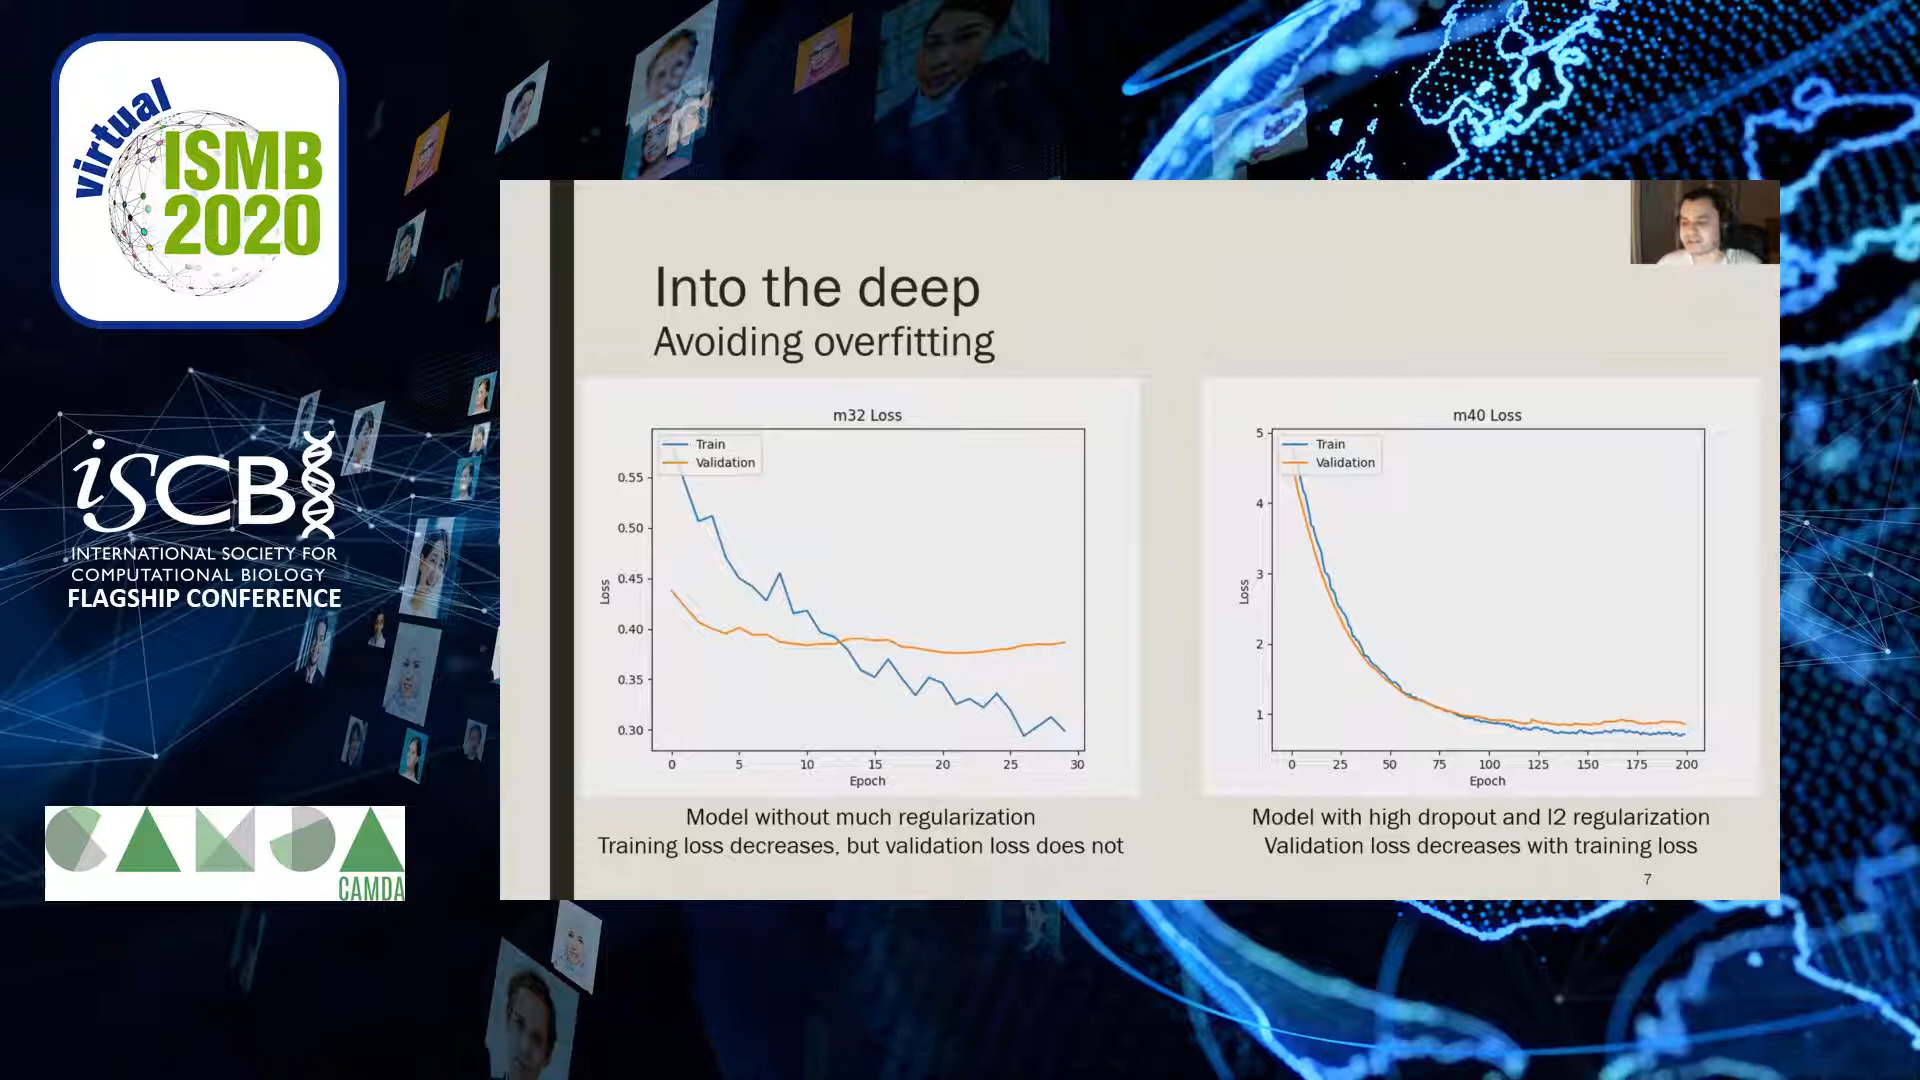 virtual
ISMB
2020
iSCB
INTERNATIONAL SOCIETY FOR
COMPUTATIONAL BIOLOGY
FLAGSHIP CONFERENCE
CAMDA
CAMDA
Into the deep
Avoiding overfitting
m32 Loss
Train
Validation
0.55
0.50
0.45
0.40
0.35
0.30
Loss
0 5 10 15 20 25 30
Epoch
Model without much regularization
Training loss decreases, but validation loss does not
m40 Loss
Train
Validation
5
4
3
2
1
Loss
0 25 50 75 100 125 150 175 200
Epoch
Model with high dropout and l2 regularization
Validation loss decreases with training loss
7